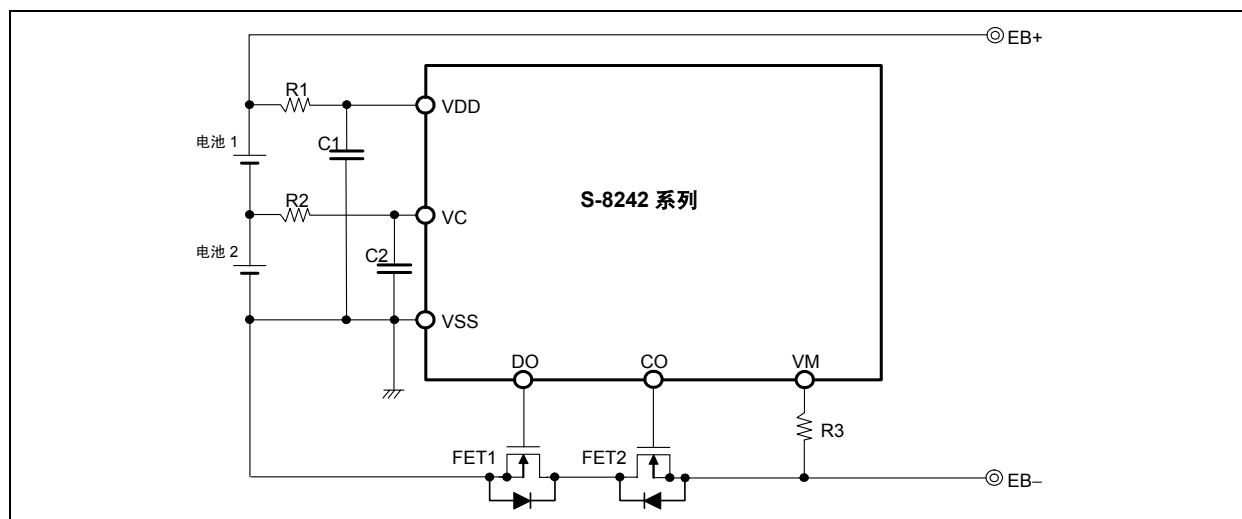 EB+
R1
VDD
电池 1
C1
S-8242 系列
R2
VC
电池 2
C2
VSS
DO
CO
VM
R3
FET1
FET2
EB–